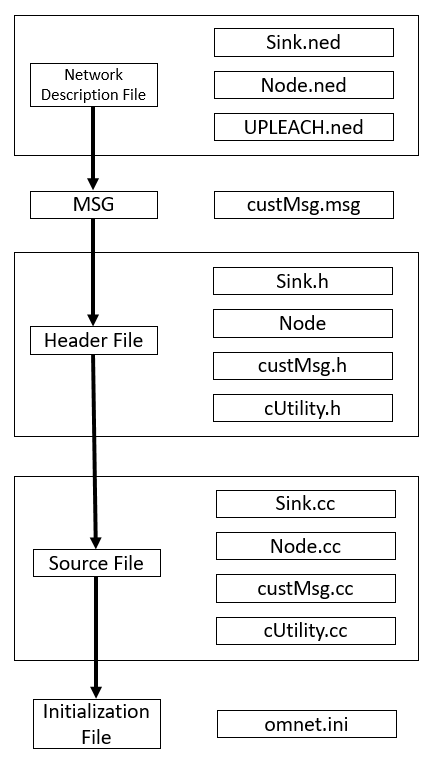 Network
Description File
Sink.ned
Node.ned
UPLEACH.ned
MSG
custMsg.msg
Header File
Sink.h
Node
custMsg.h
cUtility.h
Source File
Sink.cc
Node.cc
custMsg.cc
cUtility.cc
Initialization
File
omnet.ini